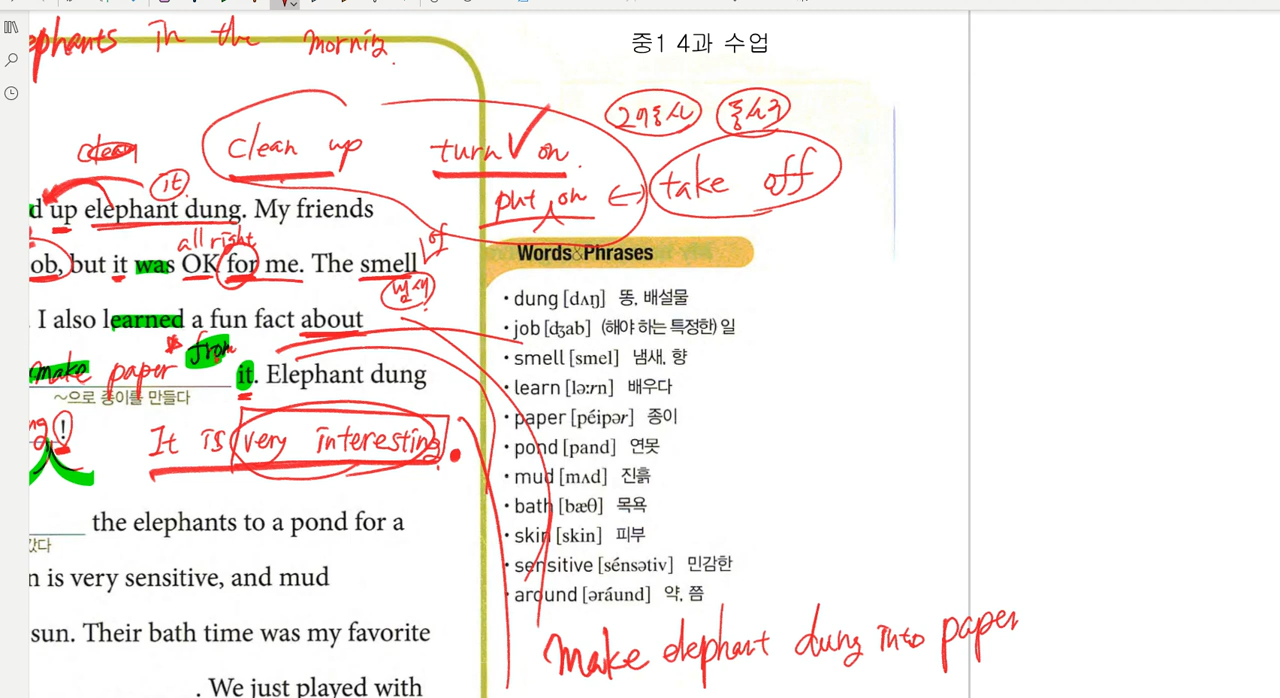 ephants in the morning.
중1 4과 수업
2어동사 동사구
clean up turn on.
put on ↔ take off
it
d up elephant dung. My friends
all right of
ob, but it was OK for me. The smell
냄새
I also learned a fun fact about
make paper from it. Elephant dung
~으로 종이를 만들다
ng! It is very interesting.
the elephants to a pond for a
갔다
n is very sensitive, and mud
sun. Their bath time was my favorite
. We just played with
Words&Phrases
• dung [dʌŋ] 똥, 배설물
• job [dʒab] (해야 하는 특정한) 일
• smell [smel] 냄새, 향
• learn [ləːrn] 배우다
• paper [péipər] 종이
• pond [pand] 연못
• mud [mʌd] 진흙
• bath [bæθ] 목욕
• skin [skin] 피부
• sensitive [sénsətiv] 민감한
• around [əráund] 약, 쯤
Make elephant dung into paper